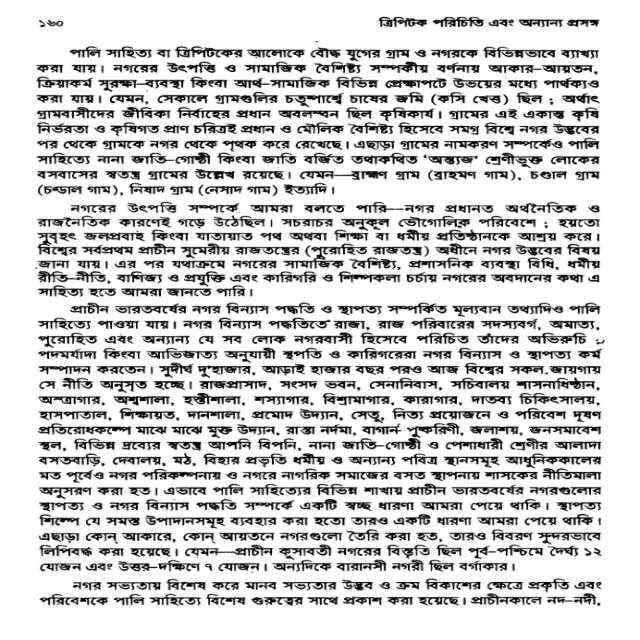 ১৬০ ত্রিপিটক পরিচিতি এবং অন্যান্য প্রসঙ্গ
পালি সাহিত্য বা ত্রিপিটকের আলোকে বৌদ্ধ যুগের গ্রাম ও নগরকে বিভিন্নভাবে ব্যাখ্যা
করা যায়। নগরের উৎপত্তি ও সামাজিক বৈশিষ্ট্য সম্পর্কীয় বর্ণনায় আকার-আয়তন,
ক্রিয়াকর্ম সুরক্ষা-ব্যবস্থা কিংবা আর্থ-সামাজিক বিভিন্ন প্রেক্ষাপটে উভয়ের মধ্যে পার্থক্যও
করা যায়। যেমন, সেকালে গ্রামগুলির চতুষ্পার্শ্বে চাষের জমি (কসি খেত্ত) ছিল ; অর্থাৎ
গ্রামবাসীদের জীবিকা নির্বাহের প্রধান অবলম্বন ছিল কৃষিকার্য। গ্রামের এই একান্ত কৃষি
নির্ভরতা ও কৃষিগত প্রাণ চরিত্রই প্রধান ও মৌলিক বৈশিষ্ট্য হিসেবে সমগ্র বিশ্বে নগর উদ্ভবের
পর থেকে গ্রামকে নগর থেকে পৃথক করে রেখেছে। এছাড়া গ্রামের নামকরণ সম্পর্কেও পালি
সাহিত্যে নানা জাতি-গোষ্ঠী কিংবা জাতি বর্জিত তথাকথিত ‘অন্ত্যজ’ শ্রেণীভুক্ত লোকের
বসবাসের স্বতন্ত্র গ্রামের উল্লেখ রয়েছে। যেমন—ব্রাহ্মণ গ্রাম (ব্রাহমণ গাম), চণ্ডাল গ্রাম
(চন্ডাল গাম), নিষাদ গ্রাম (নেসাদ গাম) ইত্যাদি।
নগরের উৎপত্তি সম্পর্কে আমরা বলতে পারি—নগর প্রধানত অর্থনৈতিক ও
রাজনৈতিক কারণেই গড়ে উঠেছিল। সচরাচর অনুকূল ভৌগোলিক পরিবেশে ; হয়তো
সুবৃহৎ জলপ্রবাহ কিংবা যাতায়াত পথ অথবা শিক্ষা বা ধর্মীয় প্রতিষ্ঠানকে আশ্রয় করে।
বিশ্বের সর্বপ্রথম প্রাচীন সুমেরীয় রাজতন্ত্রের (পুরোহিত রাজতন্ত্র) অধীনে নগর উদ্ভবের বিষয়
জানা যায়। এর পর যথাক্রমে নগরের সামাজিক বৈশিষ্ট্য, প্রশাসনিক ব্যবস্থা বিধি, ধর্মীয়
রীতি-নীতি, বাণিজ্য ও প্রযুক্তি এবং কারিগরি ও শিল্পকলা চর্চায় নগরের অবদানের কথা এ
সাহিত্য হতে আমরা জানতে পারি।
প্রাচীন ভারতবর্ষের নগর বিন্যাস পদ্ধতি ও স্থাপত্য সম্পর্কিত মূল্যবান তথ্যাদিও পালি
সাহিত্যে পাওয়া যায়। নগর বিন্যাস পদ্ধতিতে রাজা, রাজ পরিবারের সদস্যবর্গ, অমাত্য,
পুরোহিত এবং অন্যান্য যে সব লোক নগরবাসী হিসেবে পরিচিত তাঁদের অভিরুচি ,
পদমর্যাদা কিংবা আভিজাত্য অনুযায়ী স্থপতি ও কারিগরেরা নগর বিন্যাস ও স্থাপত্য কর্ম
সম্পাদন করতেন। সুদীর্ঘ দু'হাজার, আড়াই হাজার বছর পরও আজ বিশ্বের সকল জায়গায়
সে নীতি অনুসৃত হচ্ছে। রাজপ্রাসাদ, সংসদ ভবন, সেনানিবাস, সচিবালয় শাসনাধিষ্ঠান,
অস্ত্রাগার, অশ্বশালা, হস্তীশালা, শস্যাগার, বিশ্রামাগার, কারাগার, দাতব্য চিকিৎসালয়,
হাসপাতাল, শিক্ষায়ত, দানশালা, প্রমোদ উদ্যান, সেতু, নিত্য প্রয়োজনে ও পরিবেশ দূষণ
প্রতিরোধকল্পে মাঝে মাঝে মুক্ত উদ্যান, রাস্তা নর্দমা, বাগান পুষ্করিণী, জলাশয়, জনসমাবেশ
স্থল, বিভিন্ন দ্রব্যের স্বতন্ত্র আপনি বিপনি, নানা জাতি-গোষ্ঠী ও পেশাধারী শ্রেণীর আলাদা
বসতবাড়ি, দেবালয়, মঠ, বিহার প্রভৃতি ধর্মীয় ও অন্যান্য পবিত্র স্থানসমূহ আধুনিককালের
মত পূর্বেও নগর পরিকল্পনায় ও নগরে নাগরিক সমাজের বসত স্থাপনায় শাসকের নীতিমালা
অনুসরণ করা হত। এভাবে পালি সাহিত্যের বিভিন্ন শাখায় প্রাচীন ভারতবর্ষের নগরগুলোর
স্থাপত্য ও নগর বিন্যাস পদ্ধতি সম্পর্কে একটি স্বচ্ছ ধারণা আমরা পেয়ে থাকি। স্থাপত্য
শিল্পে যে সমস্ত উপাদানসমূহ ব্যবহার করা হতো তারও একটি ধারণা আমরা পেয়ে থাকি।
এছাড়া কোন্ আকারে, কোন্ আয়তনে নগরগুলো তৈরি করা হত, তারও বিবরণ সুন্দরভাবে
লিপিবদ্ধ করা হয়েছে। যেমন—প্রাচীন কুসাবতী নগরের বিস্তৃতি ছিল পূর্ব-পশ্চিমে দৈর্ঘ্য ১২
যোজন এবং উত্তর-দক্ষিণে ৭ যোজন। অন্যদিকে বারানসী নগরী ছিল বর্গাকার।
নগর সভ্যতায় বিশেষ করে মানব সভ্যতার উদ্ভব ও ক্রম বিকাশের ক্ষেত্রে প্রকৃতি এবং
পরিবেশকে পালি সাহিত্যে বিশেষ গুরুত্বের সাথে প্রকাশ করা হয়েছে। প্রাচীনকালে নদ-নদী,